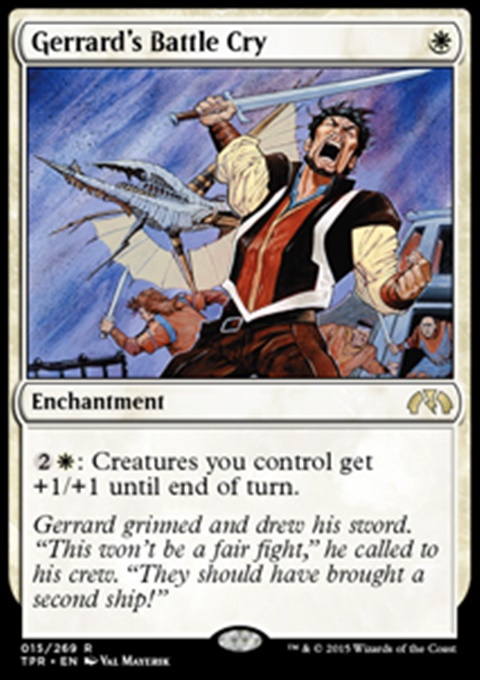 Gerrard's Battle Cry
Enchantment
2: Creatures you control get
+1/+1 until end of turn.
Gerrard grinned and drew his sword.
“This won't be a fair fight,” he called to
his crew. “They should have brought a
second ship!”
015/269 R
TPR • EN Val Mayerik
™ & © 2015 Wizards of the Coast